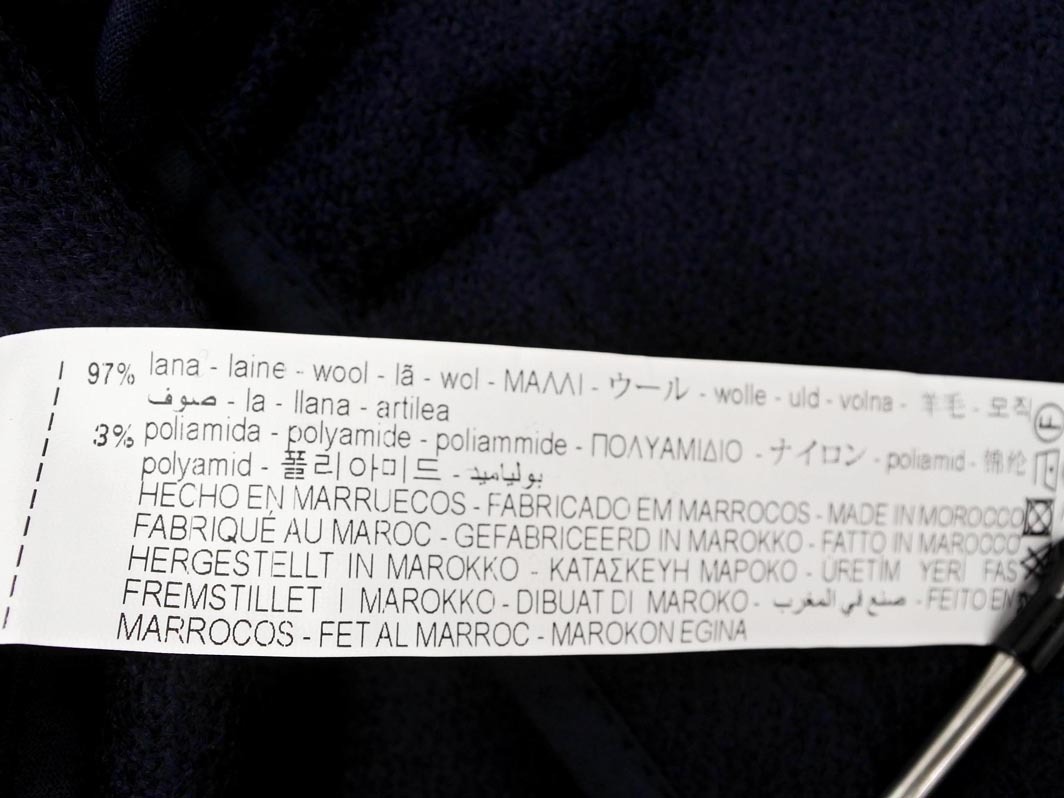 97% lana - laine - wool - lã - wol - ΜΑΛΛΙ - ウール - wolle - uld - volna - 羊毛 - 모직
صوف - la - llana - artilea
3% poliamida - polyamide - poliammide - ΠΟΛΥΑΜΙΔΙΟ - ナイロン - poliamid - 锦纶
polyamid - 폴리아미드 - بولياميد
HECHO EN MARRUECOS - FABRICADO EM MARROCOS - MADE IN MOROCCO
FABRIQUÉ AU MAROC - GEFABRICEERD IN MAROKKO - FATTO IN MAROCCO
HERGESTELLT IN MAROKKO - ΚΑΤΑΣΚΕΥΗ ΜΑΡΟΚΟ - ÜRETİM YERİ FAS
FREMSTILLET I MAROKKO - DIBUAT DI MAROKO - صنع في المغرب - FEITO EN
MARROCOS - FET AL MARROC - MAROKON EGINA
F